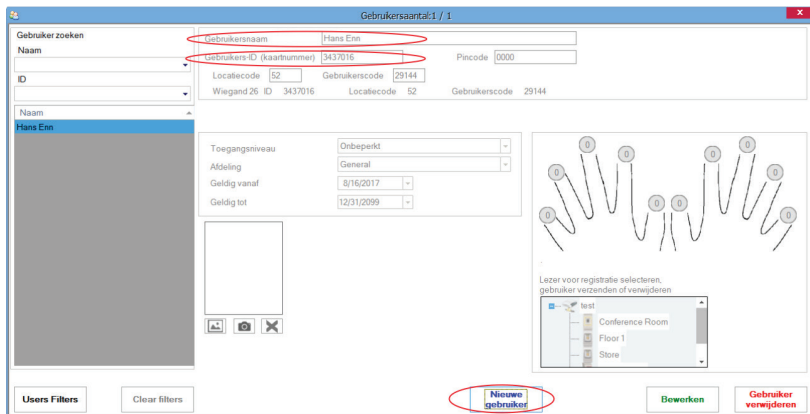 Gebruikersaantal:1 / 1
x
Gebruiker zoeken
Naam
ID
Naam
Hans Enn
Gebruikersnaam Hans Enn
Gebruikers-ID (kaartnummer) 3437016 Pincode 0000
Locatiecode 52 Gebruikerscode 29144
Wiegand 26 ID 3437016 Locatiecode 52 Gebruikerscode 29144
Toegangsniveau Onbeperkt
Afdeling General
Geldig vanaf 8/16/2017
Geldig tot 12/31/2099
0 0 0 0 0 0 0 0 0 0
Lezer voor registratie selecteren,
gebruiker verzenden of verwijderen
test
Conference Room
Floor 1
Store
Users Filters
Clear filters
Nieuwe
gebruiker
Bewerken
Gebruiker
verwijderen